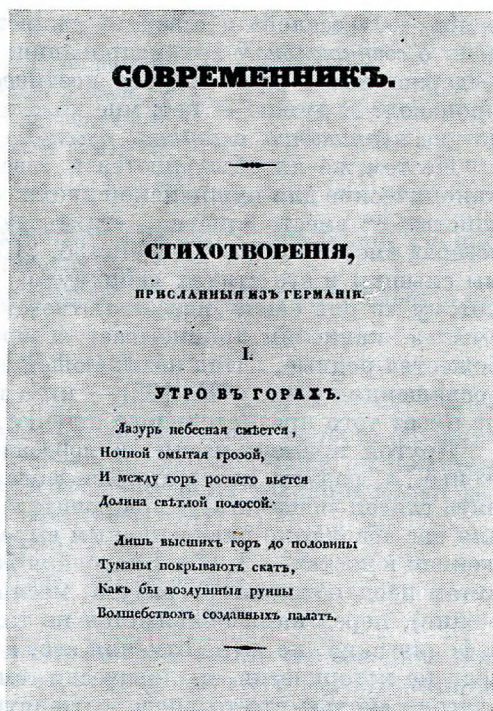 СОВРЕМЕННИКЪ.
СТИХОТВОРЕНІЯ,
ПРИСЛАННЫЯ ИЗЪ ГЕРМАНІИ.
I.
УТРО ВЪ ГОРАХЪ.
Лазурь небесная смѣется,
Ночной омытая грозой,
И между горъ росисто вьется
Долина свѣтлой полосой.
Лишь высшихъ горъ до половины
Туманы покрываютъ скатъ,
Какъ бы воздушныя руины
Волшебствомъ созданныхъ палатъ.